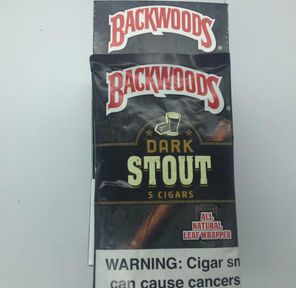 BACKWOODS®
BACKWOODS®
DARK
STOUT
5 CIGARS
ALL
NATURAL
LEAF WRAPPER
WARNING: Cigar sm
can cause cancers